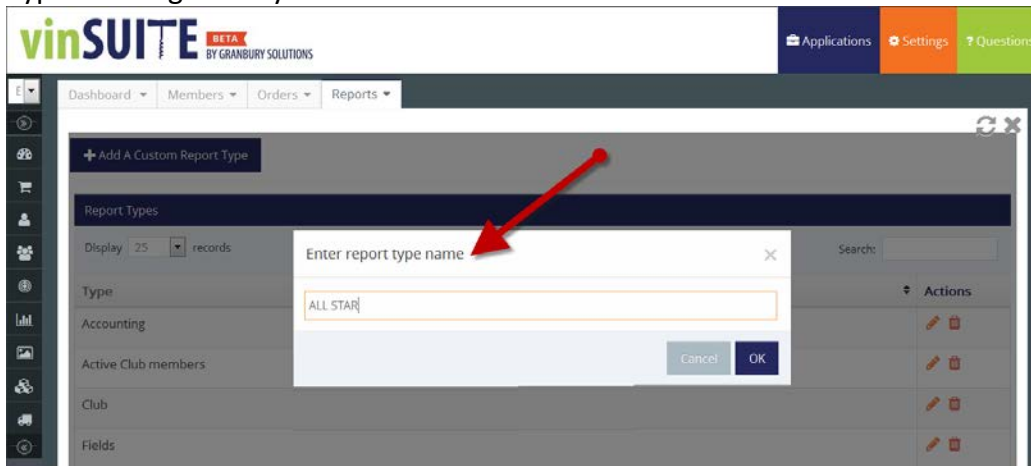 vinSUITE BETA
BY GRANBURY SOLUTIONS
Applications Settings ? Questions
E
Dashboard Members Orders Reports
+ Add A Custom Report Type
Report Types
Display 25 records Search:
Enter report type name ×
Type Actions
ALL STAR
Accounting
Cancel OK
Active Club members
Club
Fields